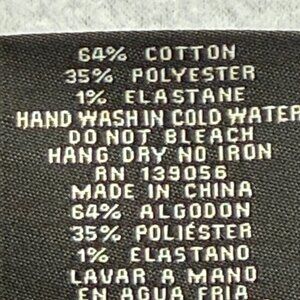 64% COTTON
35% POLYESTER
1% ELASTANE
HAND WASH IN COLD WATER
DO NOT BLEACH
HANG DRY NO IRON
RN 139056
MADE IN CHINA
64% ALGODON
35% POLIÉSTER
1% ELASTANO
LAVAR A MANO
EN AGUA FRIA